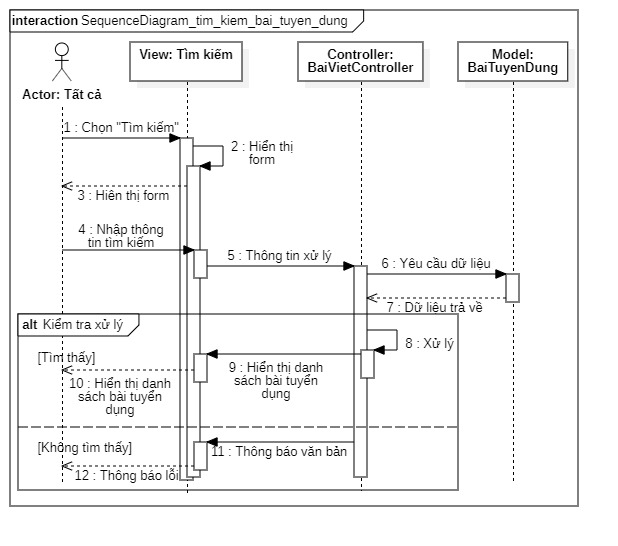 interaction SequenceDiagram_tim_kiem_bai_tuyen_dung
Actor: Tất cả
View: Tìm kiếm
Controller:
BaiVietController
Model:
BaiTuyenDung
1 : Chọn "Tìm kiếm"
2 : Hiển thị
form
3 : Hiên thị form
4 : Nhập thông
tin tìm kiếm
5 : Thông tin xử lý
6 : Yêu cầu dữ liệu
7 : Dữ liệu trả về
alt Kiểm tra xử lý
8 : Xử lý
[Tìm thấy]
9 : Hiển thị danh
sách bài tuyển
dụng
10 : Hiển thị danh
sách bài tuyển
dụng
[Không tìm thấy]
11 : Thông báo văn bản
12 : Thông báo lỗi